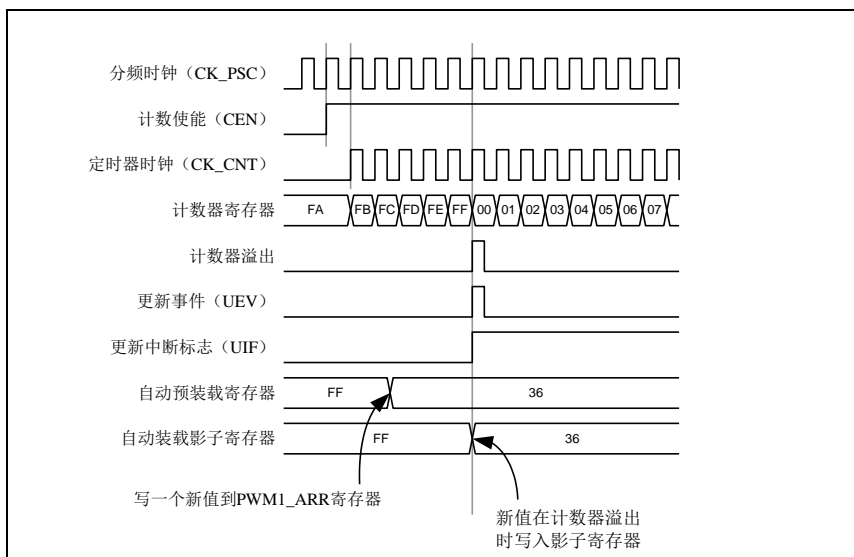 分频时钟（CK_PSC）
计数使能（CEN）
定时器时钟（CK_CNT）
计数器寄存器 FA FB FC FD FE FF 00 01 02 03 04 05 06 07
计数器溢出
更新事件（UEV）
更新中断标志（UIF）
自动预装载寄存器 FF 36
自动装载影子寄存器 FF 36
写一个新值到PWM1_ARR寄存器
新值在计数器溢出
时写入影子寄存器